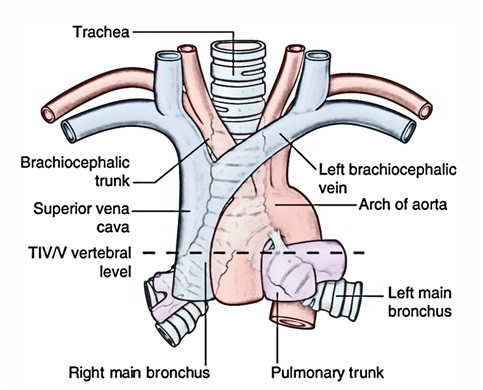 Trachea
Brachiocephalic
trunk
Left brachiocephalic
vein
Superior vena
cava
Arch of aorta
TIV/V vertebral
level
Left main
bronchus
Right main bronchus
Pulmonary trunk